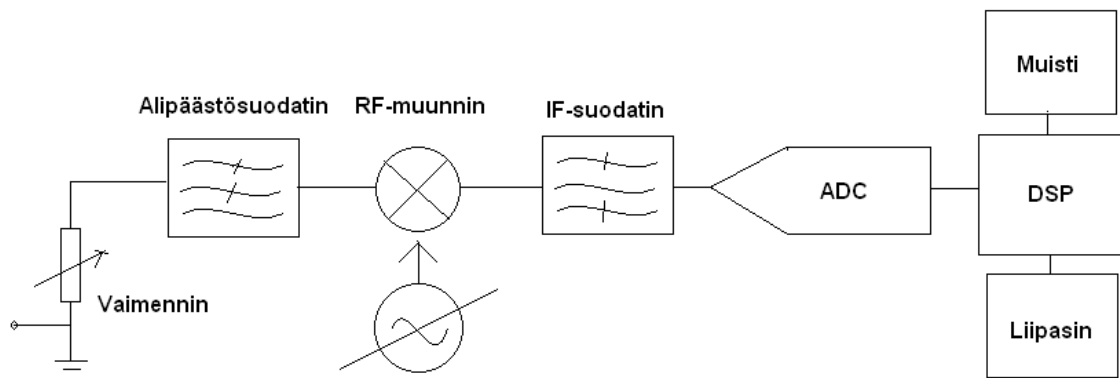 Muisti
Alipäästösuodatin
RF-muunnin
IF-suodatin
ADC
DSP
Vaimennin
Liipasin